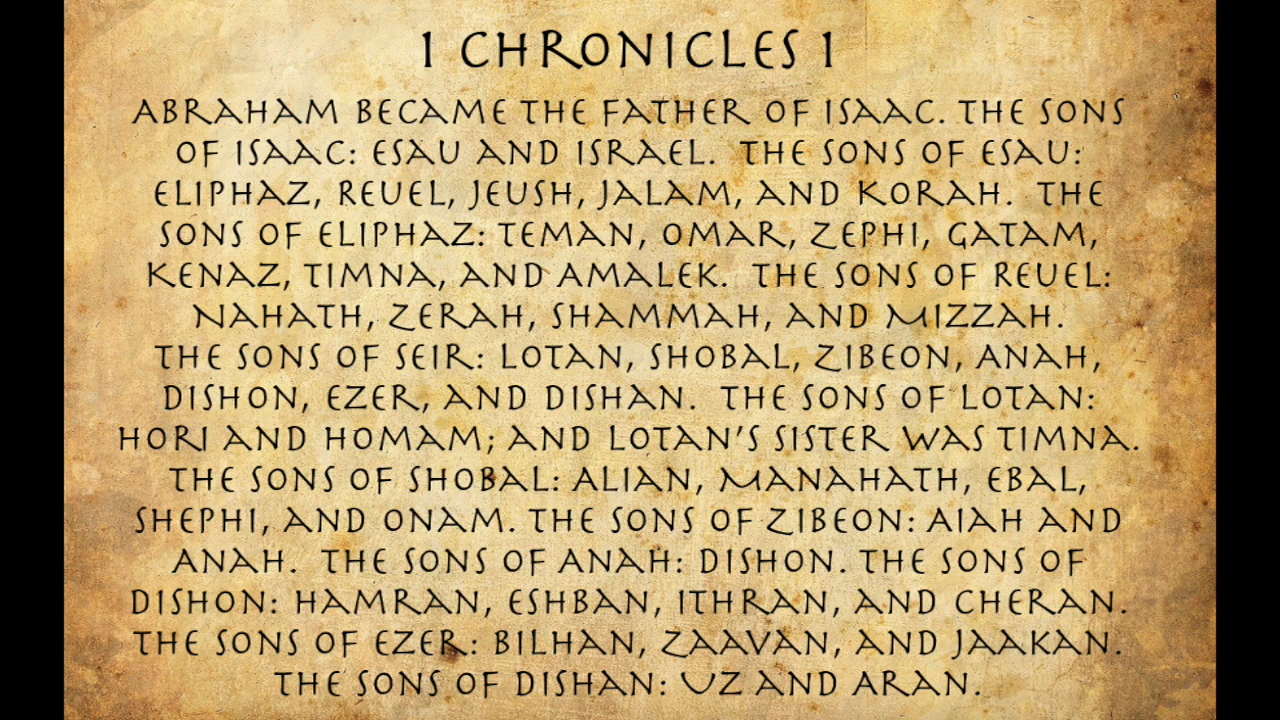 1 CHRONICLES 1
ABRAHAM BECAME THE FATHER OF ISAAC. THE SONS
OF ISAAC: ESAU AND ISRAEL. THE SONS OF ESAU:
ELIPHAZ, REUEL, JEUSH, JALAM, AND KORAH. THE
SONS OF ELIPHAZ: TEMAN, OMAR, ZEPHI, GATAM,
KENAZ, TIMNA, AND AMALEK. THE SONS OF REUEL:
NAHATH, ZERAH, SHAMMAH, AND MIZZAH.
THE SONS OF SEIR: LOTAN, SHOBAL, ZIBEON, ANAH,
DISHON, EZER, AND DISHAN. THE SONS OF LOTAN:
HORI AND HOMAM; AND LOTAN'S SISTER WAS TIMNA.
THE SONS OF SHOBAL: ALIAN, MANAHATH, EBAL,
SHEPHI, AND ONAM. THE SONS OF ZIBEON: AIAH AND
ANAH. THE SONS OF ANAH: DISHON. THE SONS OF
DISHON: HAMRAN, ESHBAN, ITHRAN, AND CHERAN.
THE SONS OF EZER: BILHAN, ZAAVAN, AND JAAKAN.
THE SONS OF DISHAN: UZ AND ARAN.